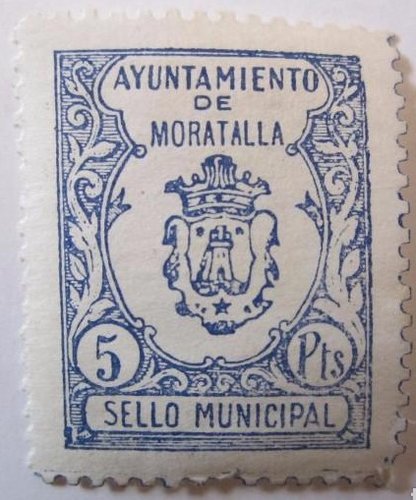 AYUNTAMIENTO
DE
MORATALLA
5 Pts
SELLO MUNICIPAL